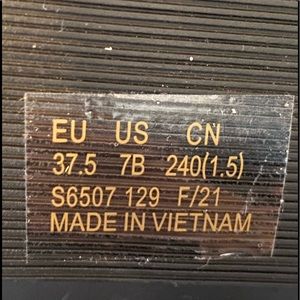 EU US CN
37.5 7B 240(1.5)
S6507 129 F/21
MADE IN VIETNAM